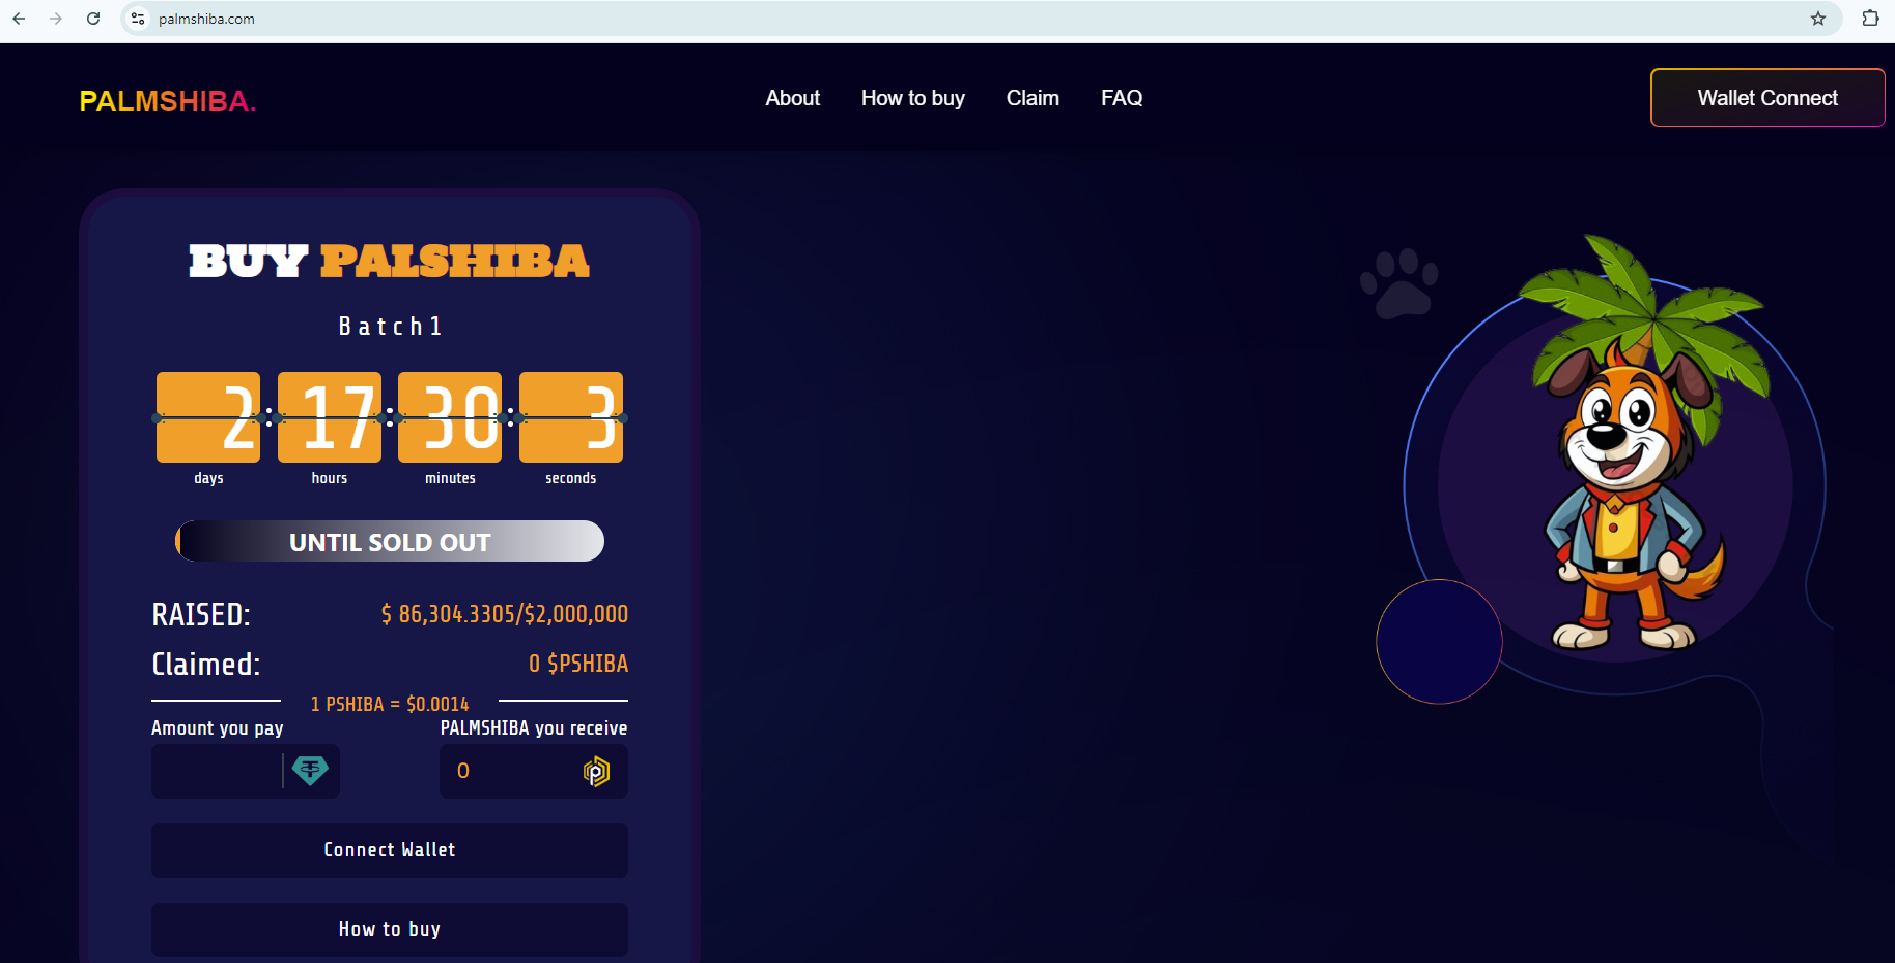 palmshiba.com
PALMSHIBA.
About How to buy Claim FAQ
Wallet Connect
BUY PALSHIBA
Batch1
2 : 17 : 30 : 3
days hours minutes seconds
UNTIL SOLD OUT
RAISED: $ 86,304.3305/$2,000,000
Claimed: 0 $PSHIBA
1 PSHIBA = $0.0014
Amount you pay PALMSHIBA you receive
0
Connect Wallet
How to buy